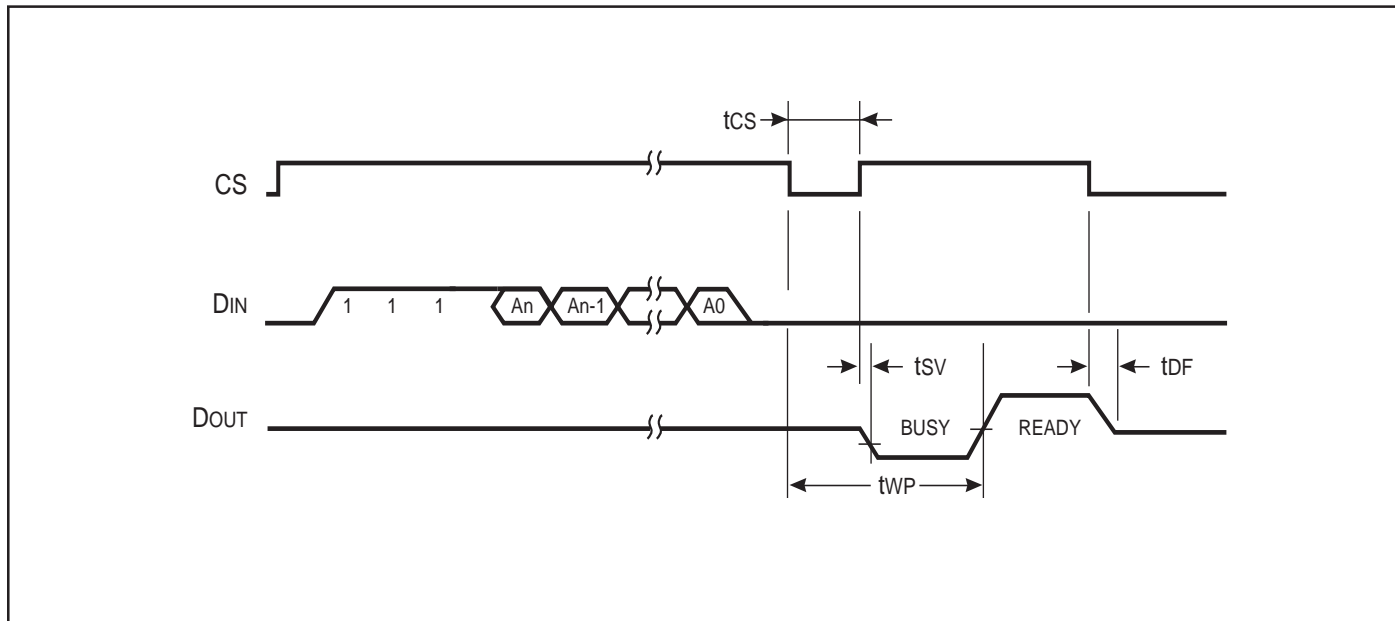 tCS
CS
DIN 1 1 1 An An-1 A0
tSV tDF
DOUT BUSY READY
tWP